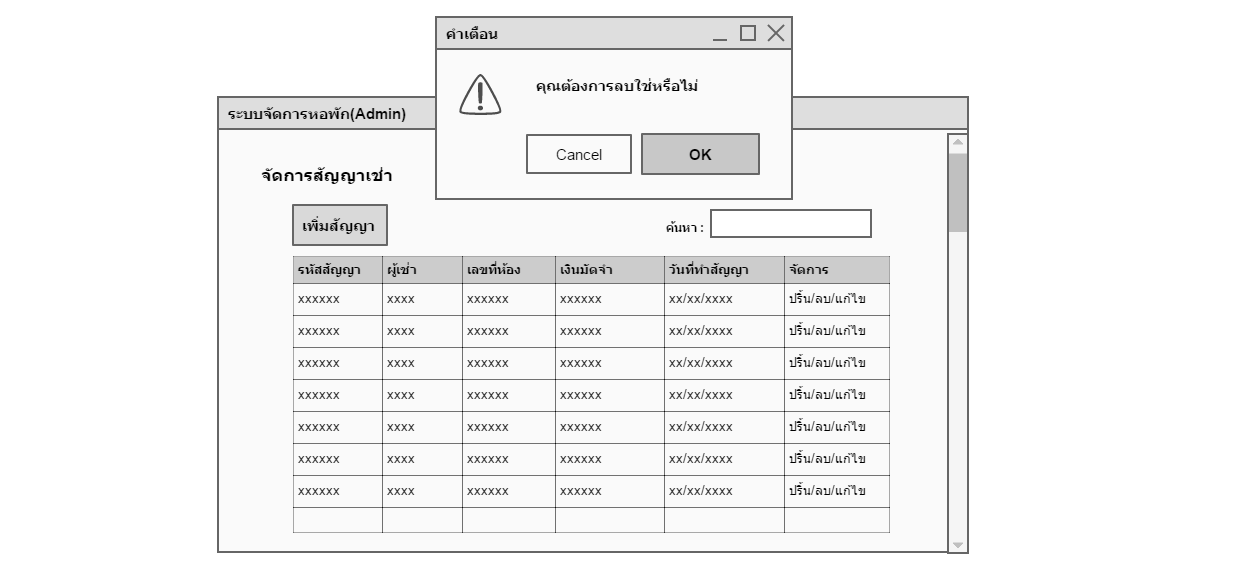 คำเตือน
คุณต้องการลบใช่หรือไม่
Cancel OK
ระบบจัดการหอพัก(Admin)
จัดการสัญญาเช่า
เพิ่มสัญญา ค้นหา :
รหัสสัญญา ผู้เช่า เลขที่ห้อง เงินมัดจำ วันที่ทำสัญญา จัดการ
xxxxxx xxxx xxxxxx xxxxxx xx/xx/xxxx ปริ้น/ลบ/แก้ไข
xxxxxx xxxx xxxxxx xxxxxx xx/xx/xxxx ปริ้น/ลบ/แก้ไข
xxxxxx xxxx xxxxxx xxxxxx xx/xx/xxxx ปริ้น/ลบ/แก้ไข
xxxxxx xxxx xxxxxx xxxxxx xx/xx/xxxx ปริ้น/ลบ/แก้ไข
xxxxxx xxxx xxxxxx xxxxxx xx/xx/xxxx ปริ้น/ลบ/แก้ไข
xxxxxx xxxx xxxxxx xxxxxx xx/xx/xxxx ปริ้น/ลบ/แก้ไข
xxxxxx xxxx xxxxxx xxxxxx xx/xx/xxxx ปริ้น/ลบ/แก้ไข